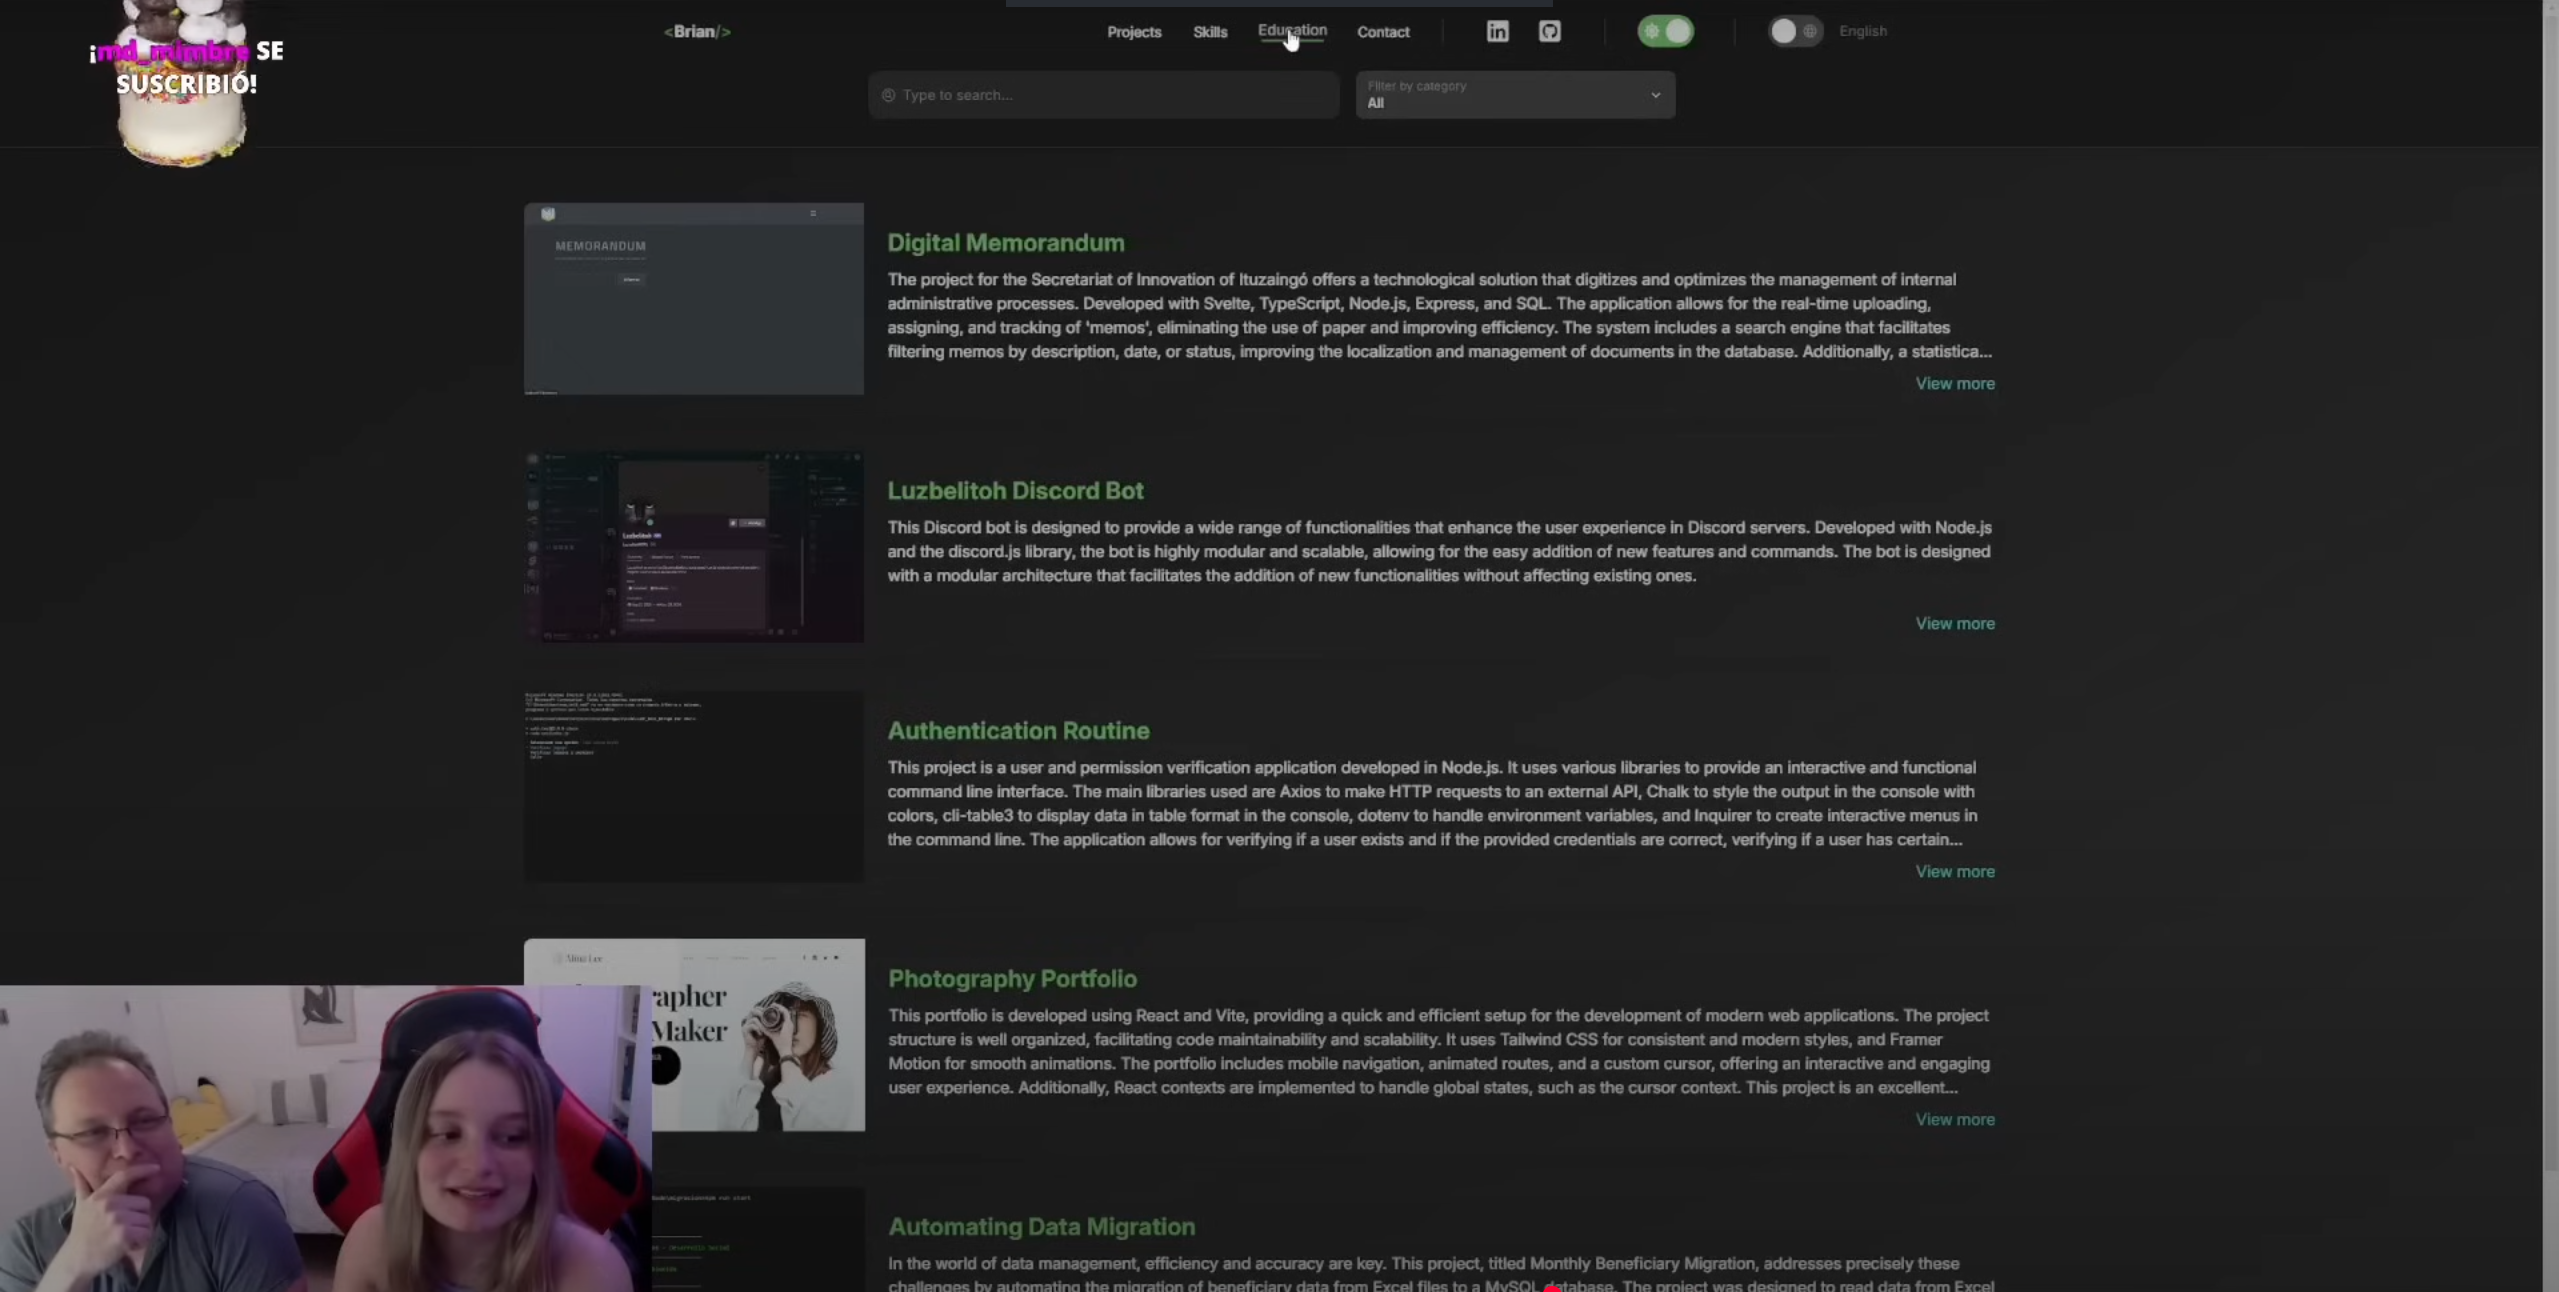 ¡md_mimbre SE
SUSCRIBIÓ!
<Brian/>
Projects
Skills
Education
Contact
English
Type to search...
Filter by category
All
MEMORANDUM
Digital Memorandum
The project for the Secretariat of Innovation of Ituzaingó offers a technological solution that digitizes and optimizes the management of internal
administrative processes. Developed with Svelte, TypeScript, Node.js, Express, and SQL. The application allows for the real-time uploading,
assigning, and tracking of 'memos', eliminating the use of paper and improving efficiency. The system includes a search engine that facilitates
filtering memos by description, date, or status, improving the localization and management of documents in the database. Additionally, a statistica...
View more
Luzbelitoh Discord Bot
This Discord bot is designed to provide a wide range of functionalities that enhance the user experience in Discord servers. Developed with Node.js
and the discord.js library, the bot is highly modular and scalable, allowing for the easy addition of new features and commands. The bot is designed
with a modular architecture that facilitates the addition of new functionalities without affecting existing ones.
View more
Authentication Routine
This project is a user and permission verification application developed in Node.js. It uses various libraries to provide an interactive and functional
command line interface. The main libraries used are Axios to make HTTP requests to an external API, Chalk to style the output in the console with
colors, cli-table3 to display data in table format in the console, dotenv to handle environment variables, and Inquirer to create interactive menus in
the command line. The application allows for verifying if a user exists and if the provided credentials are correct, verifying if a user has certain...
View more
rapher
Maker
Photography Portfolio
This portfolio is developed using React and Vite, providing a quick and efficient setup for the development of modern web applications. The project
structure is well organized, facilitating code maintainability and scalability. It uses Tailwind CSS for consistent and modern styles, and Framer
Motion for smooth animations. The portfolio includes mobile navigation, animated routes, and a custom cursor, offering an interactive and engaging
user experience. Additionally, React contexts are implemented to handle global states, such as the cursor context. This project is an excellent...
View more
Automating Data Migration
In the world of data management, efficiency and accuracy are key. This project, titled Monthly Beneficiary Migration, addresses precisely these
challenges by automating the migration of beneficiary data from Excel files to a MySQL database. The project was designed to read data from Excel